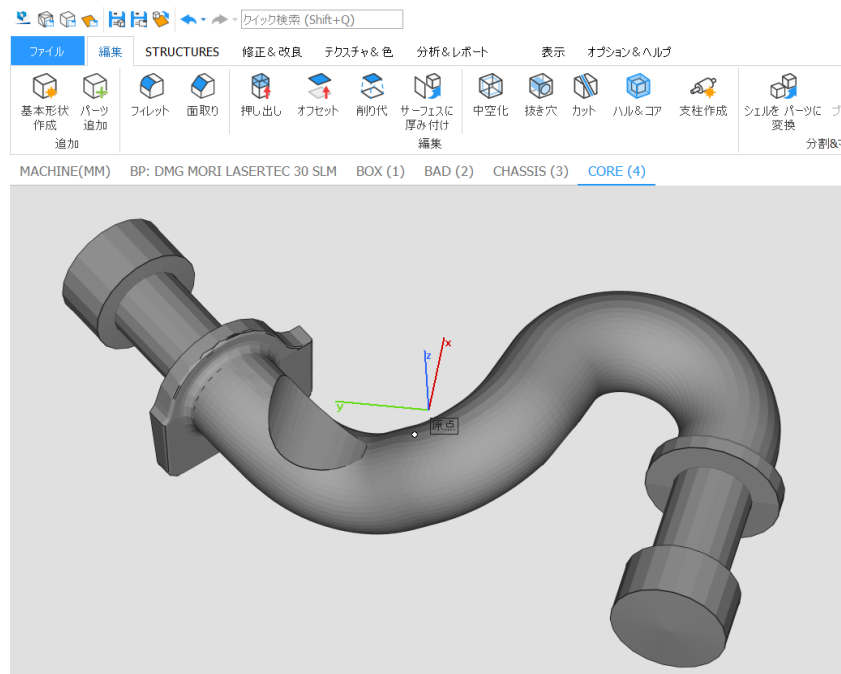 クイック検索 (Shift+Q)
ファイル 編集 STRUCTURES 修正&改良 テクスチャ&色 分析&レポート 表示 オプション&ヘルプ
基本形状 パーツ フィレット 面取り 押し出し オフセット 削り代 サーフェスに 中空化 抜き穴 カット ハル&コア 支柱作成 シェルを パーツに
作成 追加 厚み付け 変換
追加 編集 分割&
MACHINE(MM) BP: DMG MORI LASERTEC 30 SLM BOX (1) BAD (2) CHASSIS (3) CORE (4)
x
z
y
原点